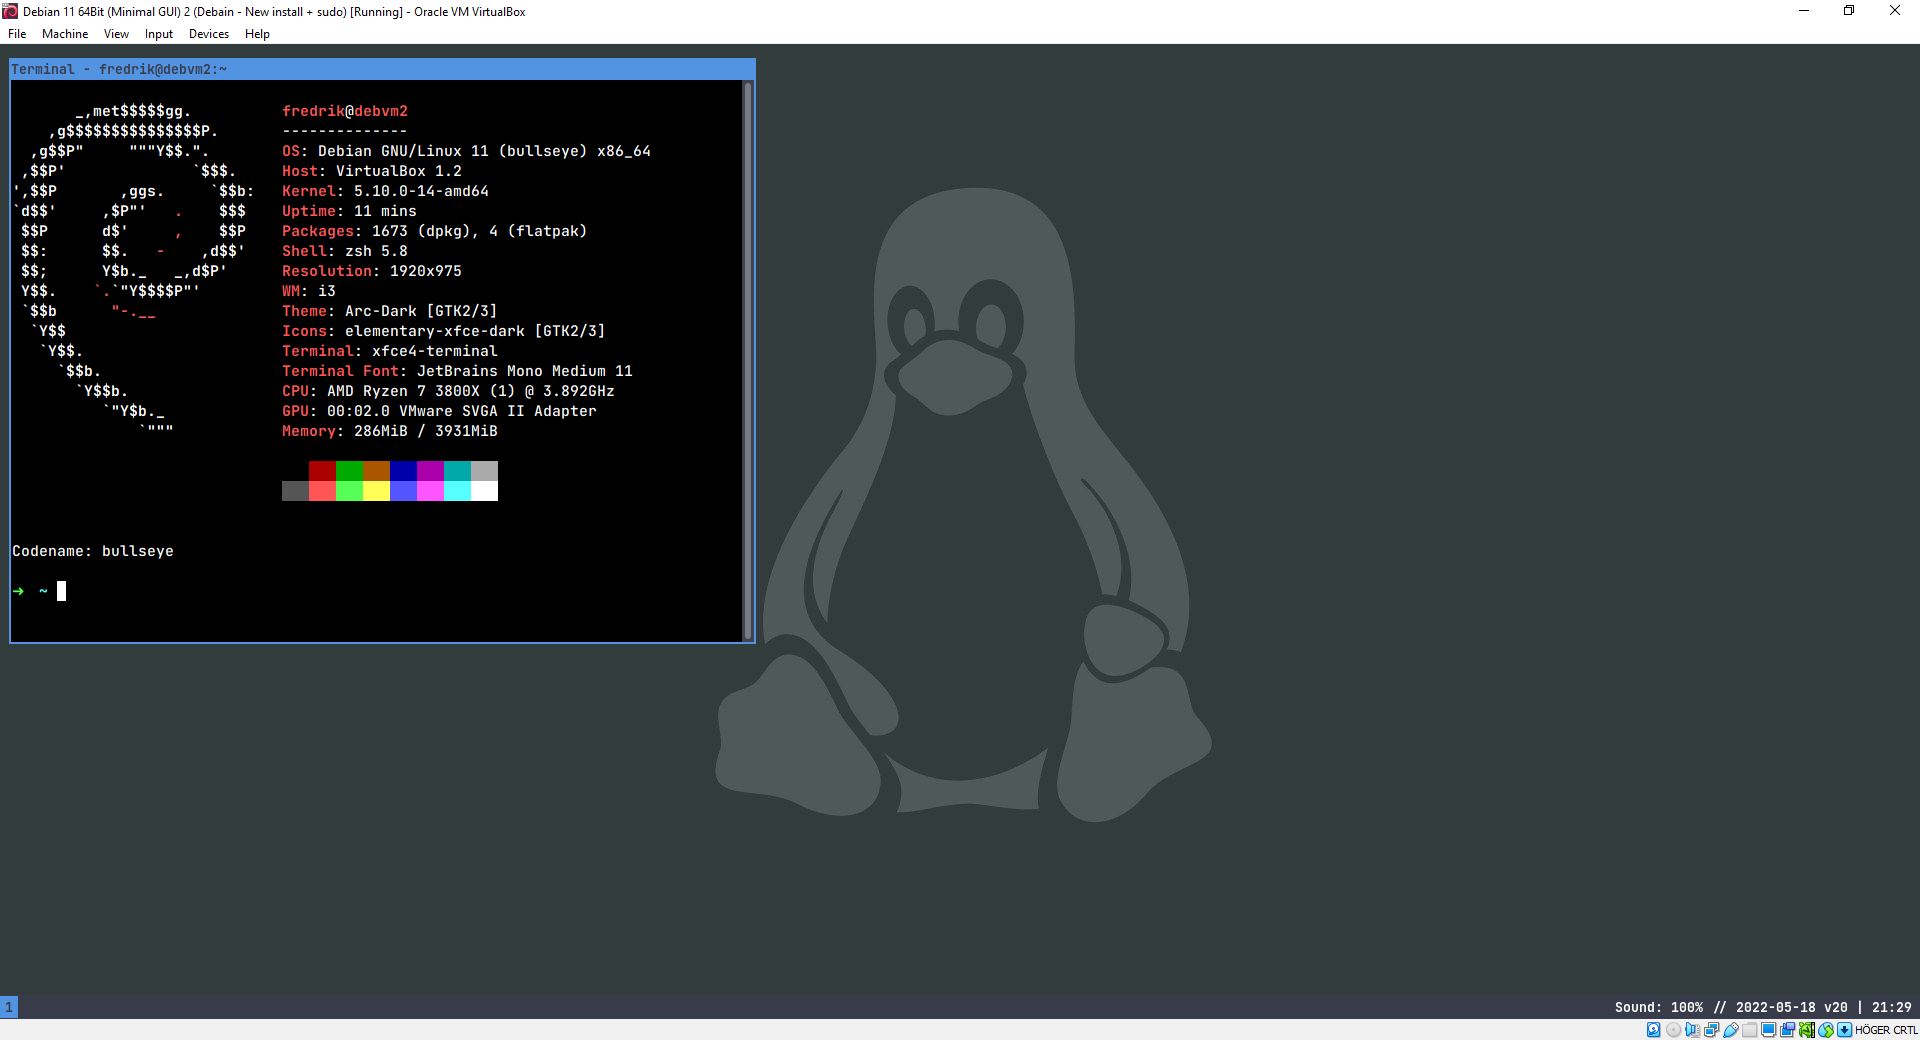 Debian 11 64Bit (Minimal GUI) 2 (Debain - New install + sudo) [Running] - Oracle VM VirtualBox
File Machine View Input Devices Help
Terminal - fredrik@debvm2:~
       _,met$$$$$gg.          fredrik@debvm2
    ,g$$$$$$$$$$$$$$$P.       --------------
  ,g$$P"     """Y$$.".        OS: Debian GNU/Linux 11 (bullseye) x86_64
 ,$$P'              `$$$.     Host: VirtualBox 1.2
',$$P       ,ggs.     `$$b:   Kernel: 5.10.0-14-amd64
`d$$'     ,$P"'   .    $$$    Uptime: 11 mins
 $$P      d$'     ,    $$P    Packages: 1673 (dpkg), 4 (flatpak)
 $$:      $$.   -    ,d$$'    Shell: zsh 5.8
 $$;      Y$b._   _,d$P'      Resolution: 1920x975
 Y$$.    `.`"Y$$$$P"'         WM: i3
 `$$b      "-.__              Theme: Arc-Dark [GTK2/3]
  `Y$$                        Icons: elementary-xfce-dark [GTK2/3]
   `Y$$.                      Terminal: xfce4-terminal
     `$$b.                    Terminal Font: JetBrains Mono Medium 11
       `Y$$b.                 CPU: AMD Ryzen 7 3800X (1) @ 3.892GHz
          `"Y$b._             GPU: 00:02.0 VMware SVGA II Adapter
              `"""            Memory: 286MiB / 3931MiB
Codename: bullseye
➜ ~
1 Sound: 100% // 2022-05-18 v20 | 21:29
HÖGER CRTL